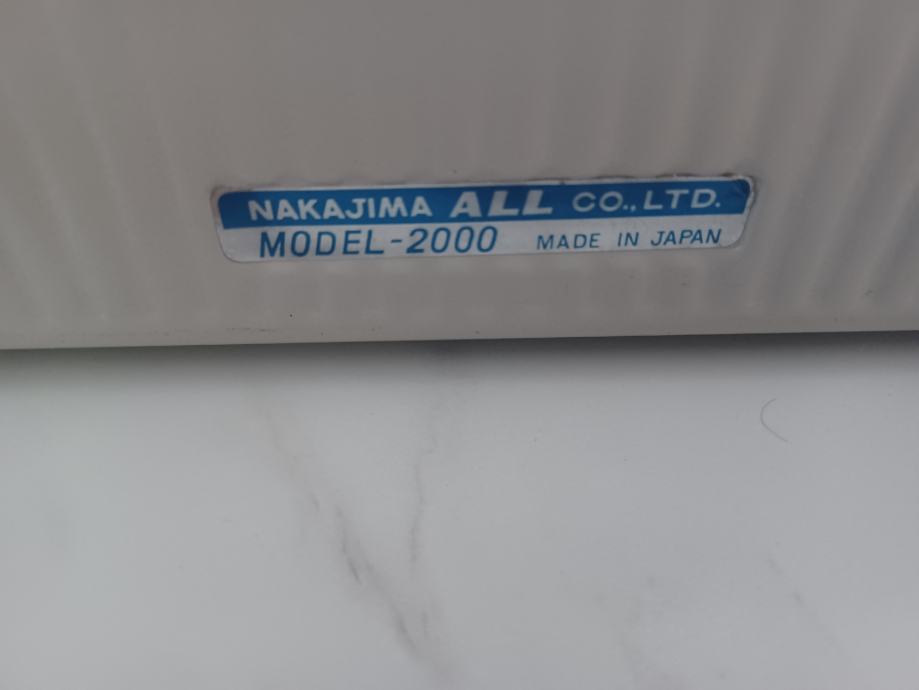 NAKAJIMA ALL CO., LTD.
MODEL-2000 MADE IN JAPAN